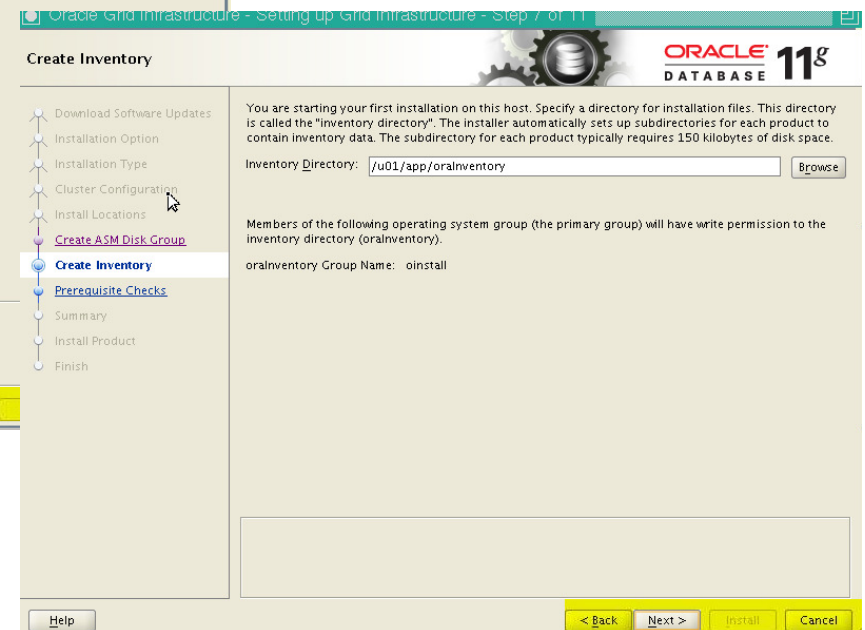 Oracle Grid Infrastructure - Setting up Grid Infrastructure - Step 7 of 11
Create Inventory
ORACLE
DATABASE
11g
Download Software Updates
Installation Option
Installation Type
Cluster Configuration
Install Locations
Create ASM Disk Group
Create Inventory
Prerequisite Checks
Summary
Install Product
Finish
You are starting your first installation on this host. Specify a directory for installation files. This directory
is called the "inventory directory". The installer automatically sets up subdirectories for each product to
contain inventory data. The subdirectory for each product typically requires 150 kilobytes of disk space.
Inventory Directory: /u01/app/oraInventory
Browse
Members of the following operating system group (the primary group) will have write permission to the
inventory directory (oraInventory).
oraInventory Group Name: oinstall
Help
< Back
Next >
Install
Cancel